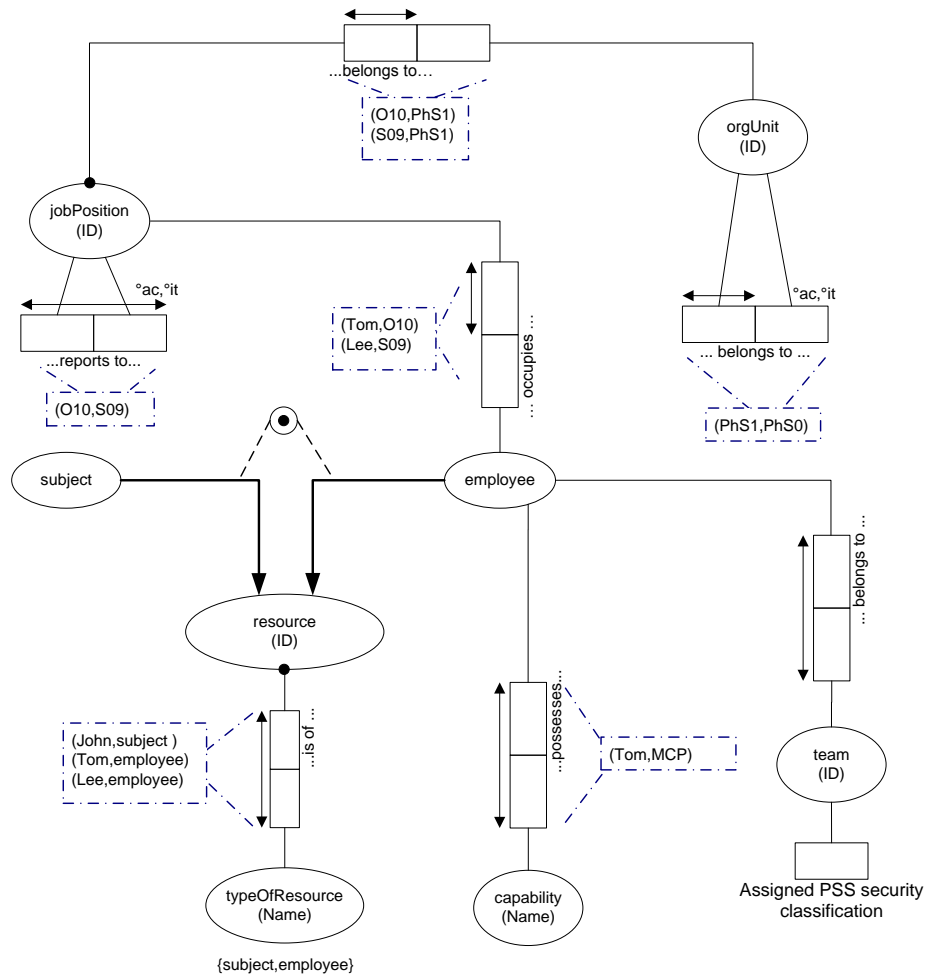 ...belongs to...
(O10,PhS1)
(S09,PhS1)
orgUnit
(ID)
jobPosition
(ID)
°ac,°it
...reports to...
(O10,S09)
(Tom,O10)
(Lee,S09)
... occupies ...
°ac,°it
... belongs to ...
(PhS1,PhS0)
subject
employee
... belongs to ...
resource
(ID)
...is of ...
(John,subject )
(Tom,employee)
(Lee,employee)
...possesses...
(Tom,MCP)
team
(ID)
typeOfResource
(Name)
{subject,employee}
capability
(Name)
Assigned PSS security
classification